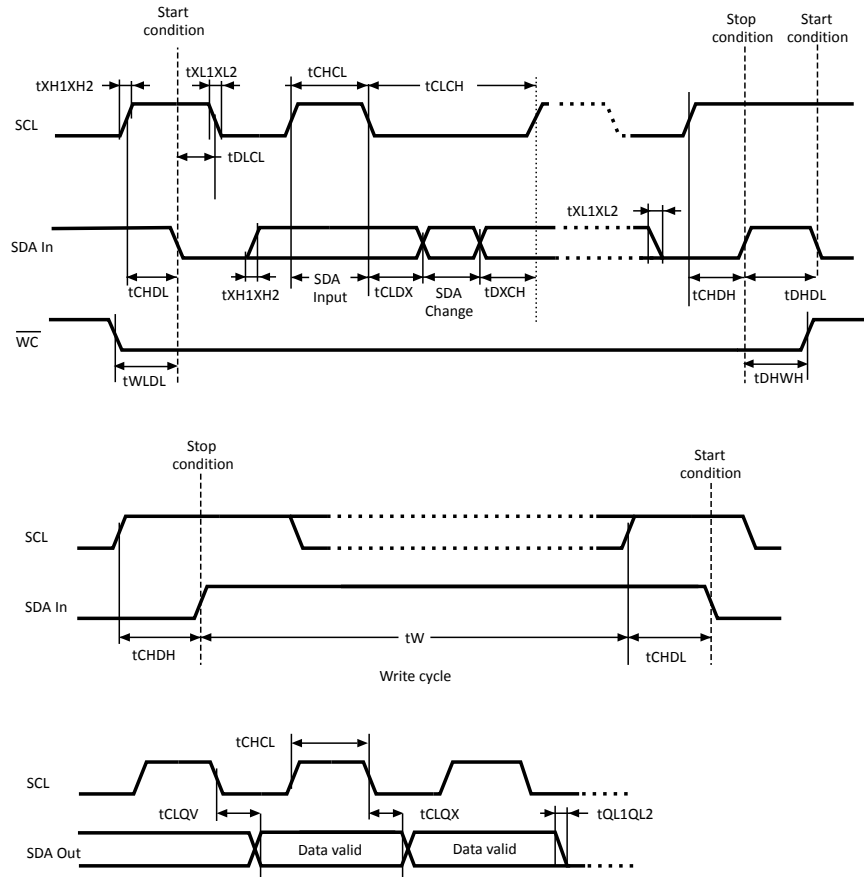 Start
condition
Stop
condition
Start
condition
tXH1XH2
tXL1XL2
tCHCL
tCLCH
SCL
tDLCL
tXL1XL2
SDA In
tCHDL
tXH1XH2
SDA
Input
tCLDX
SDA
Change
tDXCH
tCHDH
tDHDL
WC
tWLDL
tDHWH
Stop
condition
Start
condition
SCL
SDA In
tCHDH
tW
tCHDL
Write cycle
tCHCL
SCL
tCLQV
tCLQX
tQL1QL2
SDA Out
Data valid
Data valid